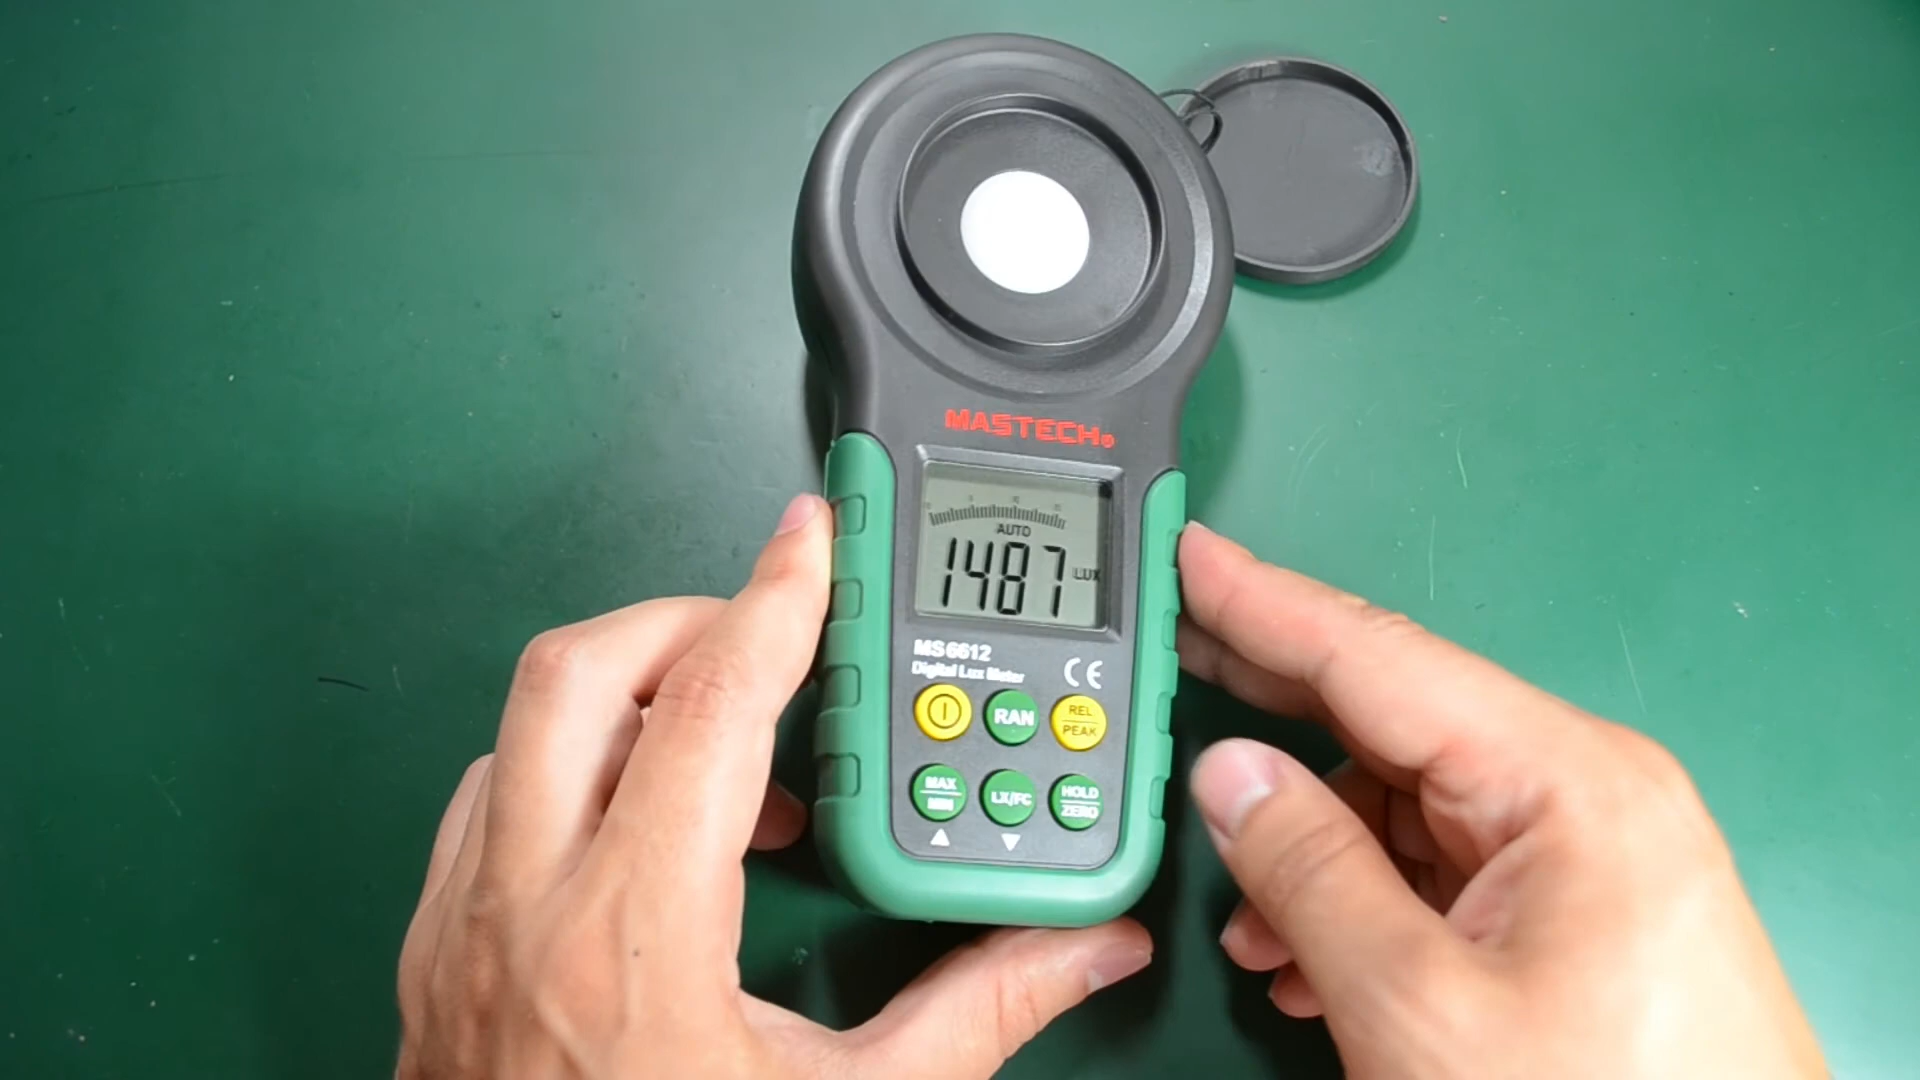 MASTECH®
AUTO
1487 LUX
MS6612
Digital Lux Meter
CE
RAN
REL
PEAK
MAX
MIN
LX/FC
HOLD
ZERO